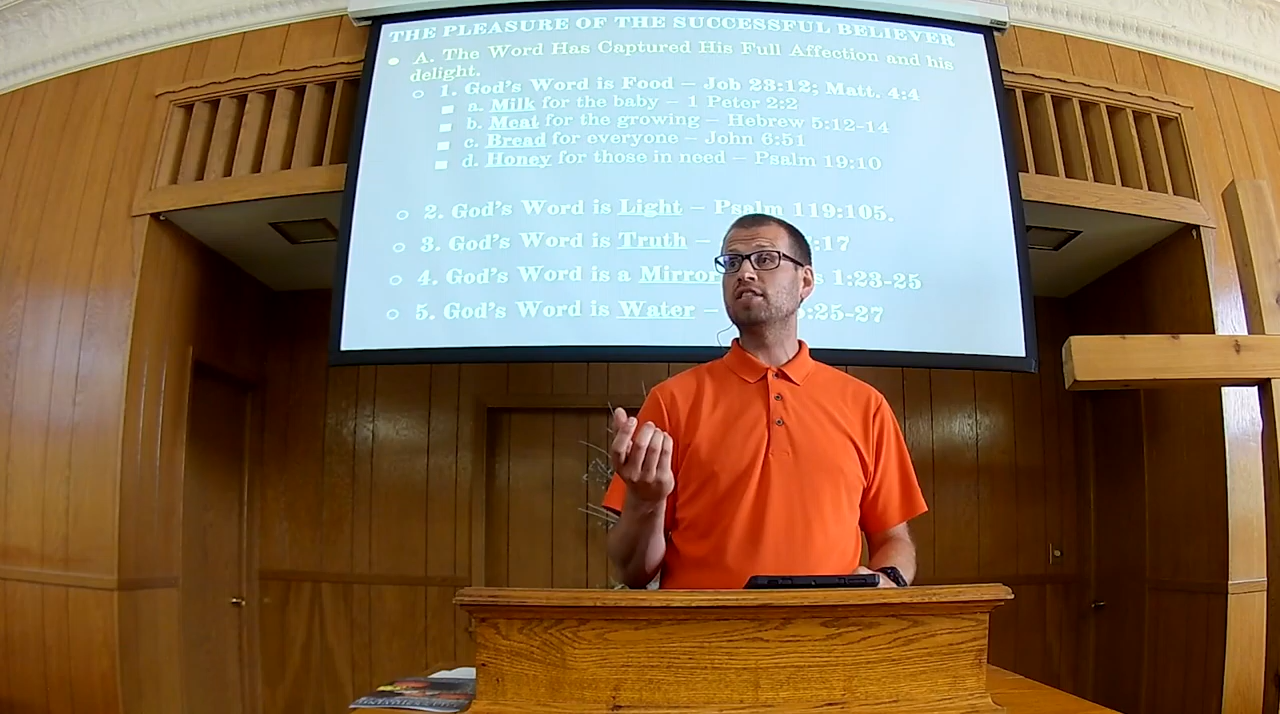 THE PLEASURE OF THE SUCCESSFUL BELIEVER
A. The Word Has Captured His Full Affection and his
delight.
1. God's Word is Food – Job 23:12; Matt. 4:4
a. Milk for the baby – 1 Peter 2:2
b. Meat for the growing – Hebrew 5:12-14
c. Bread for everyone – John 6:51
d. Honey for those in need – Psalm 19:10
2. God's Word is Light – Psalm 119:105.
3. God's Word is Truth – :17
4. God's Word is a Mirror 1:23-25
5. God's Word is Water – :25-27